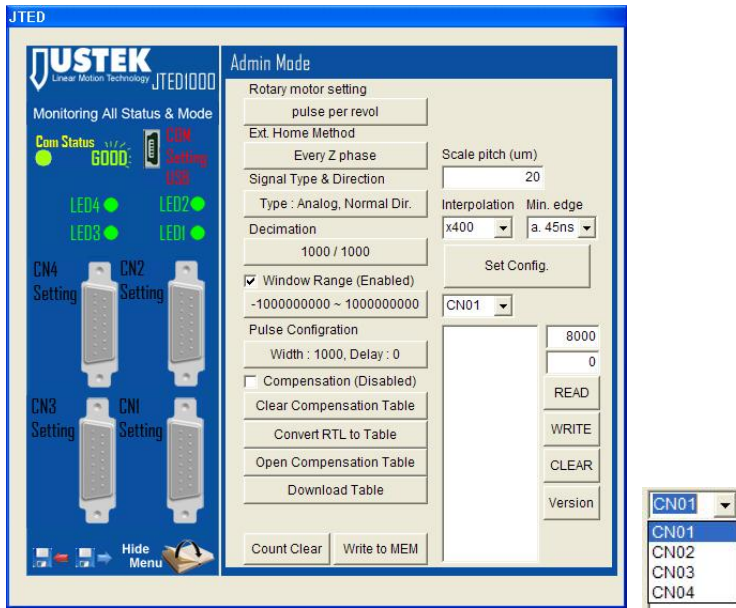 JTED
JUSTEK
Linear Motion Technology
JTED1000
Monitoring All Status & Mode
Com Status
GOOD
COM
Setting
USB
LED4
LED2
LED3
LED1
CN4
Setting
CN2
Setting
CN3
Setting
CN1
Setting
Hide
Menu
Admin Mode
Rotary motor setting
pulse per revol
Ext. Home Method
Every Z phase
Signal Type & Direction
Type : Analog, Normal Dir.
Decimation
1000 / 1000
Window Range (Enabled)
-1000000000 ~ 1000000000
Pulse Configration
Width : 1000, Delay : 0
Compensation (Disabled)
Clear Compensation Table
Convert RTL to Table
Open Compensation Table
Download Table
Count Clear
Write to MEM
Scale pitch (um)
20
Interpolation
Min. edge
x400
a. 45ns
Set Config.
CN01
8000
0
READ
WRITE
CLEAR
Version
CN01
CN01
CN02
CN03
CN04